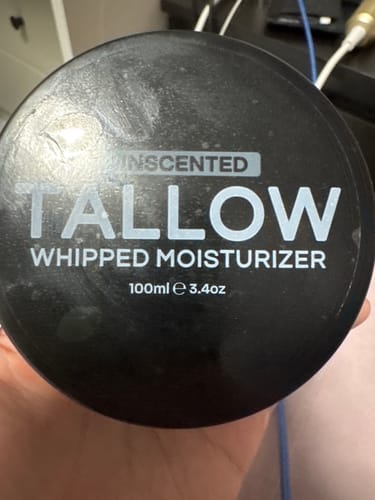 UNSCENTED
TALLOW
WHIPPED MOISTURIZER
100ml ℮ 3.4oz